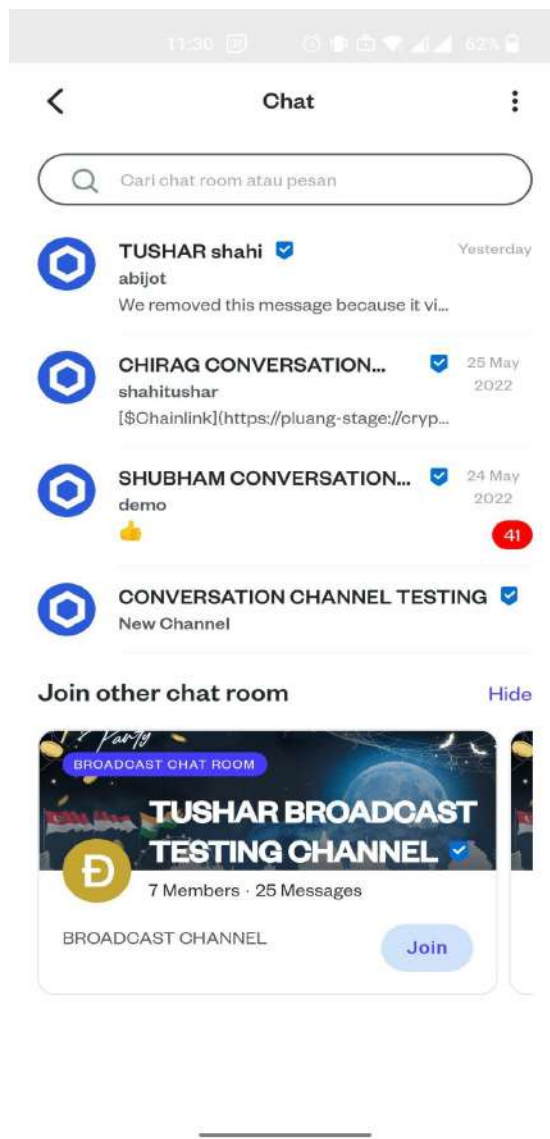 11:30
62%
Chat
Cari chat room atau pesan
TUSHAR shahi
Yesterday
abijot
We removed this message because it vi...
CHIRAG CONVERSATION...
25 May
2022
shahitushar
[$Chainlink](https://pluang-stage://cryp...
SHUBHAM CONVERSATION...
24 May
2022
demo
👍
41
CONVERSATION CHANNEL TESTING
New Channel
Join other chat room
Hide
Party
BROADCAST CHAT ROOM
TUSHAR BROADCAST
TESTING CHANNEL
7 Members · 25 Messages
BROADCAST CHANNEL
Join